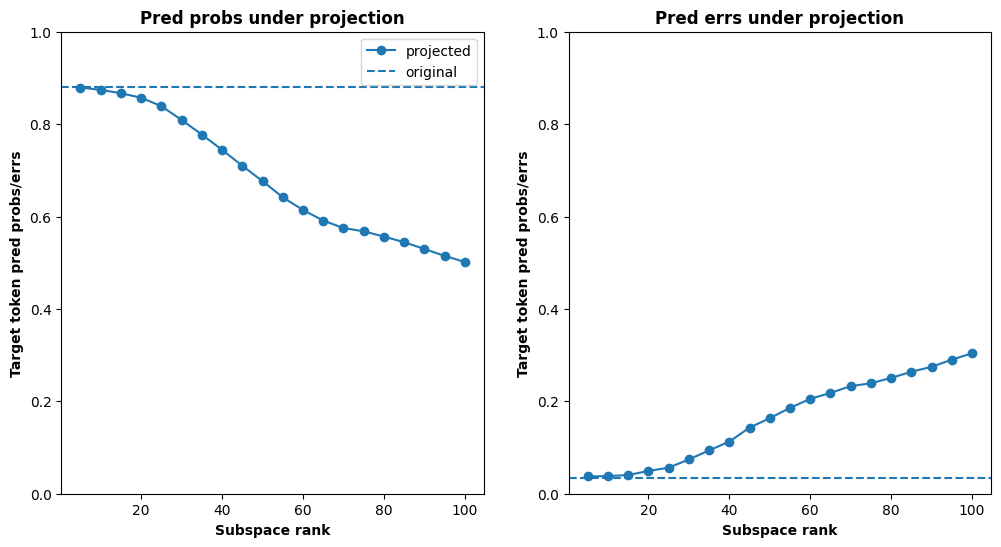 Pred probs under projection
Target token pred probs/errs
1.0
0.8
0.6
0.4
0.2
0.0
projected
original
20
40
60
80
100
Subspace rank
Pred errs under projection
Target token pred probs/errs
1.0
0.8
0.6
0.4
0.2
0.0
20
40
60
80
100
Subspace rank